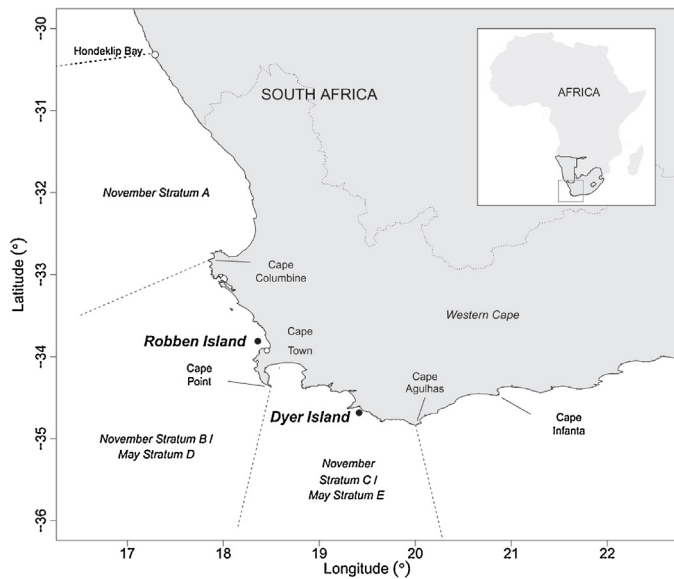 -30
Hondeklip Bay
SOUTH AFRICA
AFRICA
-31
November Stratum A
-32
Latitude (°)
-33
Cape
Columbine
Western Cape
Robben Island
Cape
Town
-34
Cape
Point
Cape
Agulhas
Dyer Island
Cape
Infanta
-35
November Stratum B /
May Stratum D
November
Stratum C /
May Stratum E
-36
17
18
19
20
21
22
Longitude (°)